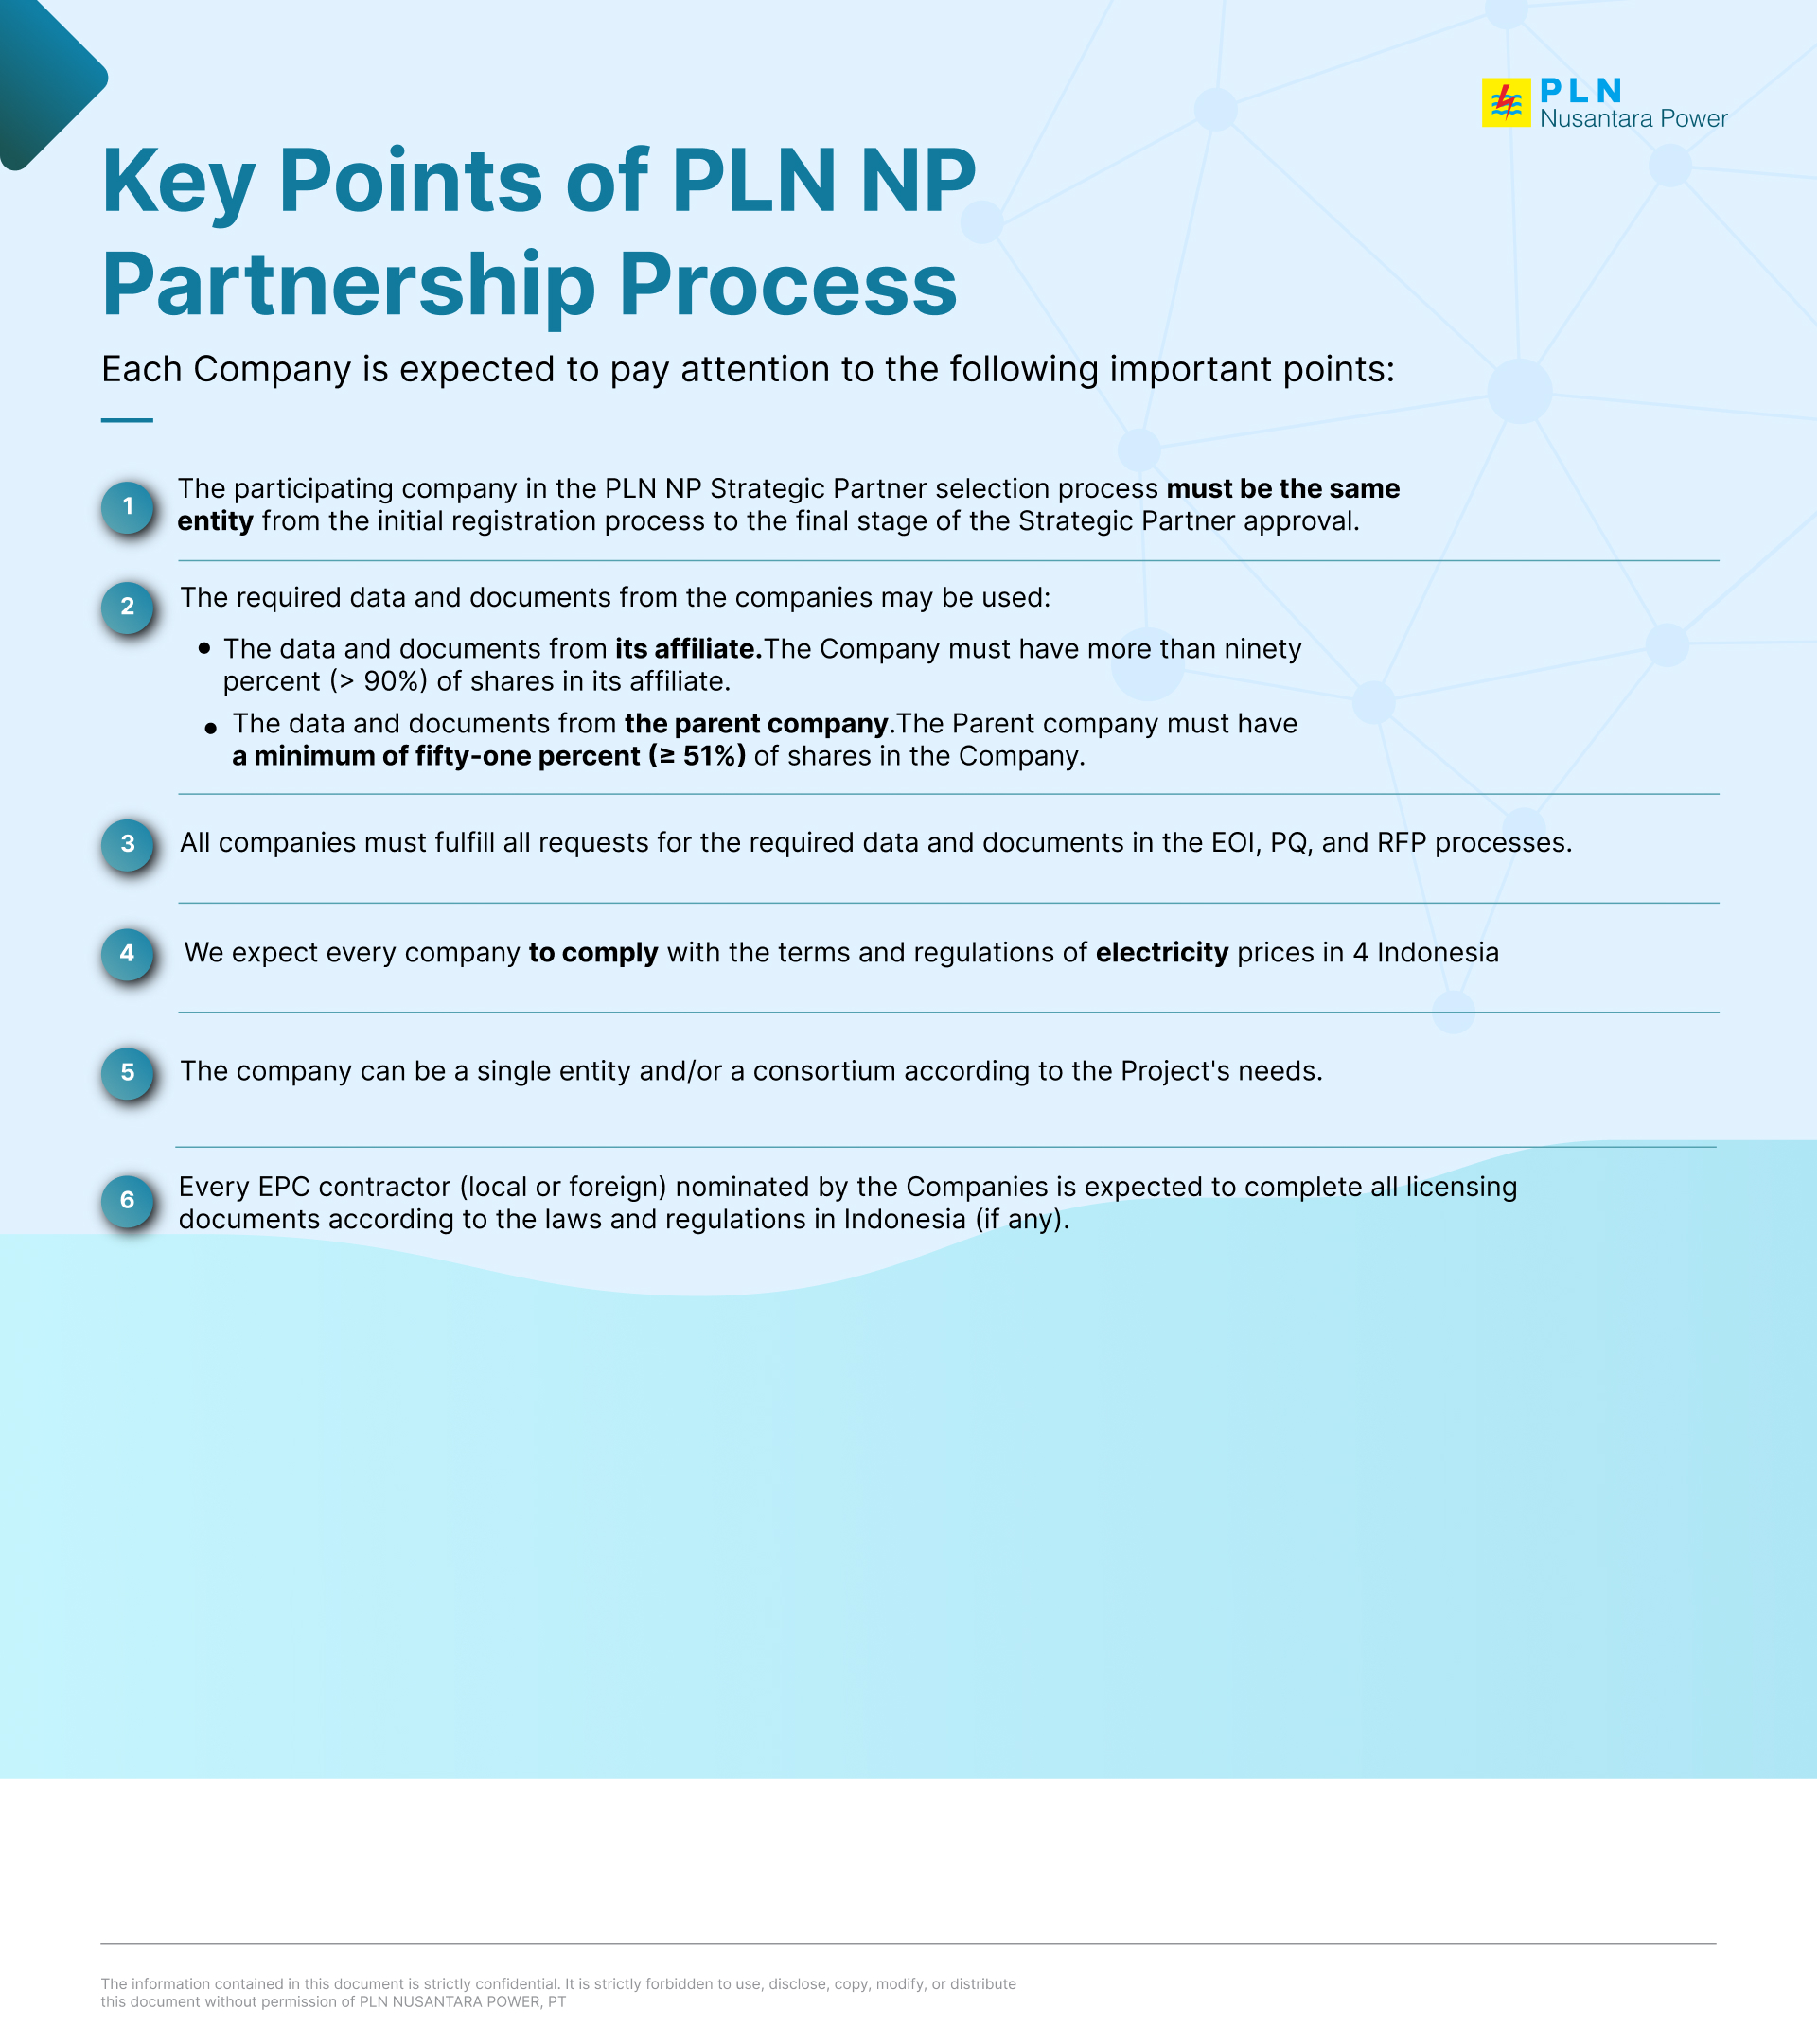 PLN
Nusantara Power
Key Points of PLN NP
Partnership Process
Each Company is expected to pay attention to the following important points:
1
The participating company in the PLN NP Strategic Partner selection process must be the same
entity from the initial registration process to the final stage of the Strategic Partner approval.
2
The required data and documents from the companies may be used:
• The data and documents from its affiliate.The Company must have more than ninety
percent (> 90%) of shares in its affiliate.
• The data and documents from the parent company.The Parent company must have
a minimum of fifty-one percent (≥ 51%) of shares in the Company.
3
All companies must fulfill all requests for the required data and documents in the EOI, PQ, and RFP processes.
4
We expect every company to comply with the terms and regulations of electricity prices in 4 Indonesia
5
The company can be a single entity and/or a consortium according to the Project's needs.
6
Every EPC contractor (local or foreign) nominated by the Companies is expected to complete all licensing
documents according to the laws and regulations in Indonesia (if any).
The information contained in this document is strictly confidential. It is strictly forbidden to use, disclose, copy, modify, or distribute
this document without permission of PLN NUSANTARA POWER, PT